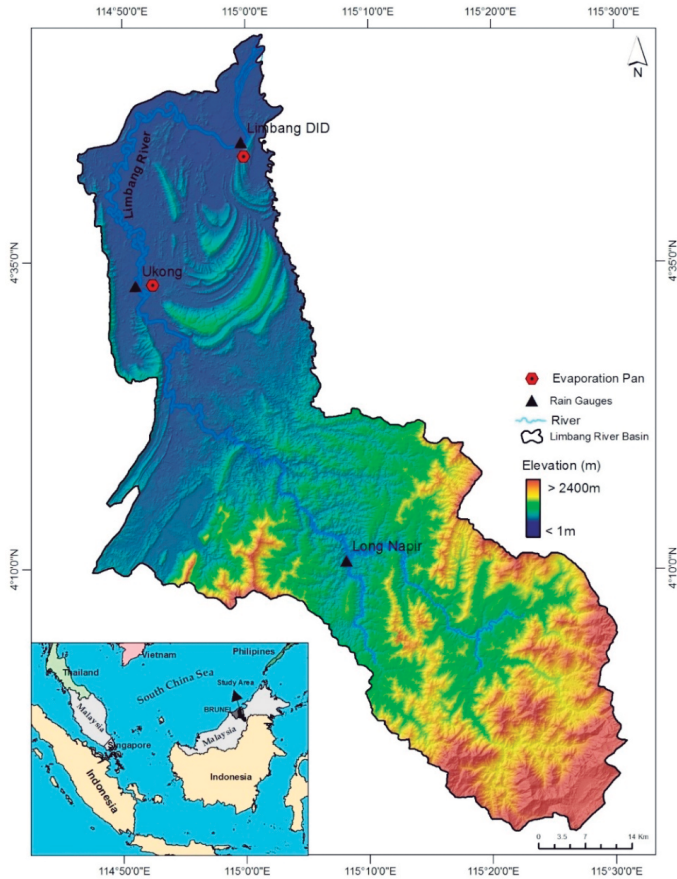 114°50'0"E
115°0'0"E
115°10'0"E
115°20'0"E
115°30'0"E
N
Limbang DID
Limbang River
4°35'0"N
4°35'0"N
Ukong
Evaporation Pan
Rain Gauges
River
Limbang River Basin
Elevation (m)
> 2400m
< 1m
Long Napir
4°10'0"N
4°10'0"N
Vietnam
Philipines
Thailand
South China Sea
Study Area
BRUNEI
Malaysia
Malaysia
Singapore
Indonesia
Indonesia
0 3.5 7 14 Km
114°50'0"E
115°0'0"E
115°10'0"E
115°20'0"E
115°30'0"E